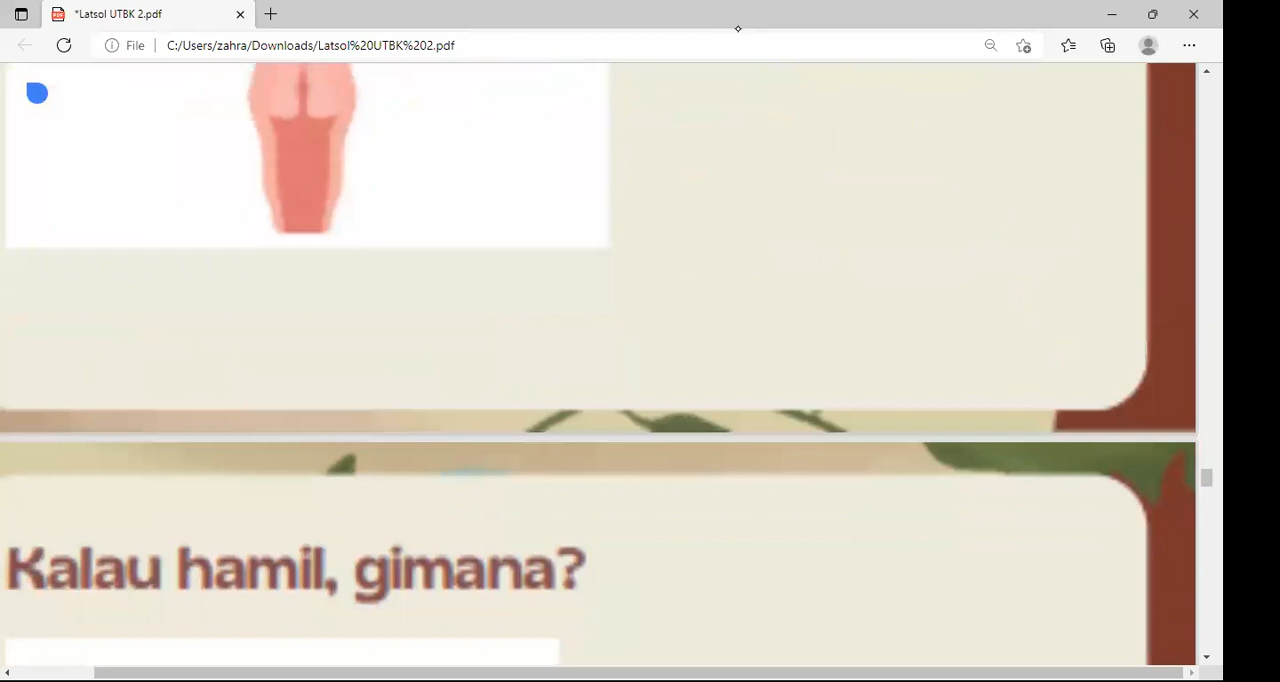 *Latsol UTBK 2.pdf
File
C:/Users/zahra/Downloads/Latsol%20UTBK%202.pdf
Kalau hamil, gimana?